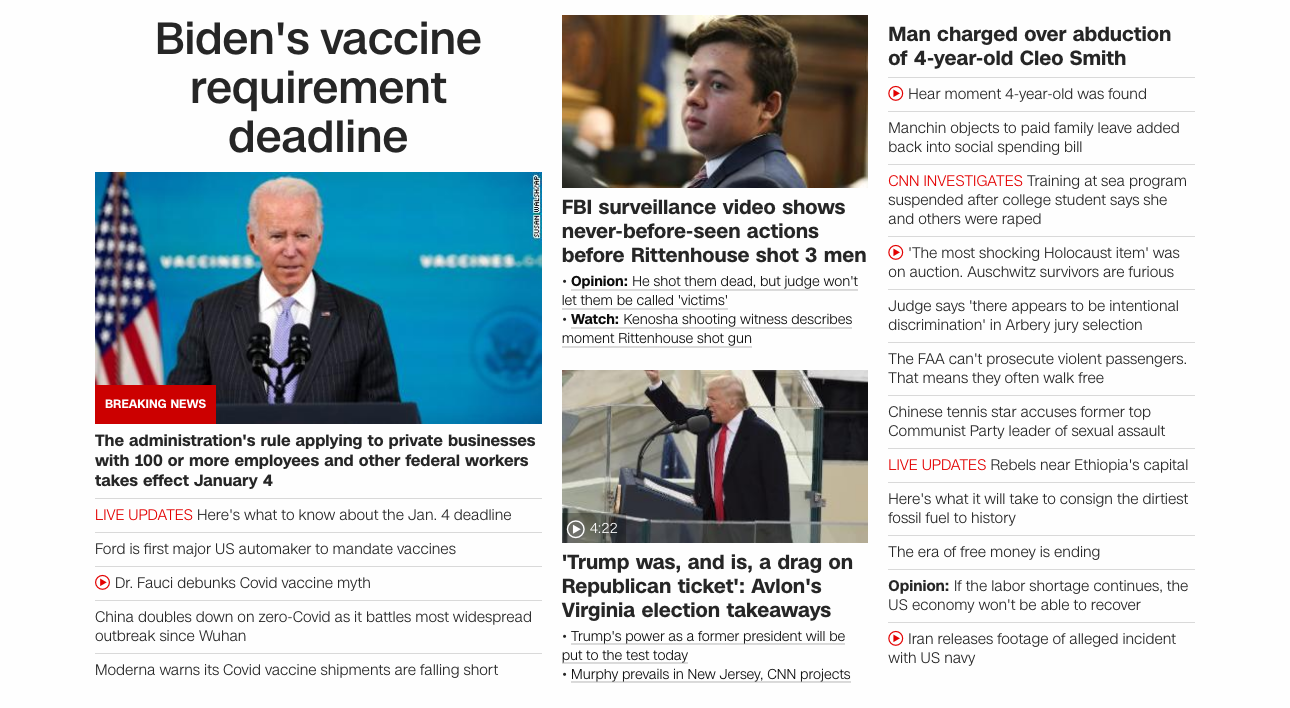 Biden's vaccine
requirement
deadline
SUSAN WALSH/AP
VACCINES
VACCINES.GO
BREAKING NEWS
The administration's rule applying to private businesses
with 100 or more employees and other federal workers
takes effect January 4
LIVE UPDATES Here's what to know about the Jan. 4 deadline
Ford is first major US automaker to mandate vaccines
Dr. Fauci debunks Covid vaccine myth
China doubles down on zero-Covid as it battles most widespread
outbreak since Wuhan
Moderna warns its Covid vaccine shipments are falling short
FBI surveillance video shows
never-before-seen actions
before Rittenhouse shot 3 men
• Opinion: He shot them dead, but judge won't
let them be called 'victims'
• Watch: Kenosha shooting witness describes
moment Rittenhouse shot gun
4:22
'Trump was, and is, a drag on
Republican ticket': Avlon's
Virginia election takeaways
• Trump's power as a former president will be
put to the test today
• Murphy prevails in New Jersey, CNN projects
Man charged over abduction
of 4-year-old Cleo Smith
Hear moment 4-year-old was found
Manchin objects to paid family leave added
back into social spending bill
CNN INVESTIGATES Training at sea program
suspended after college student says she
and others were raped
'The most shocking Holocaust item' was
on auction. Auschwitz survivors are furious
Judge says 'there appears to be intentional
discrimination' in Arbery jury selection
The FAA can't prosecute violent passengers.
That means they often walk free
Chinese tennis star accuses former top
Communist Party leader of sexual assault
LIVE UPDATES Rebels near Ethiopia's capital
Here's what it will take to consign the dirtiest
fossil fuel to history
The era of free money is ending
Opinion: If the labor shortage continues, the
US economy won't be able to recover
Iran releases footage of alleged incident
with US navy